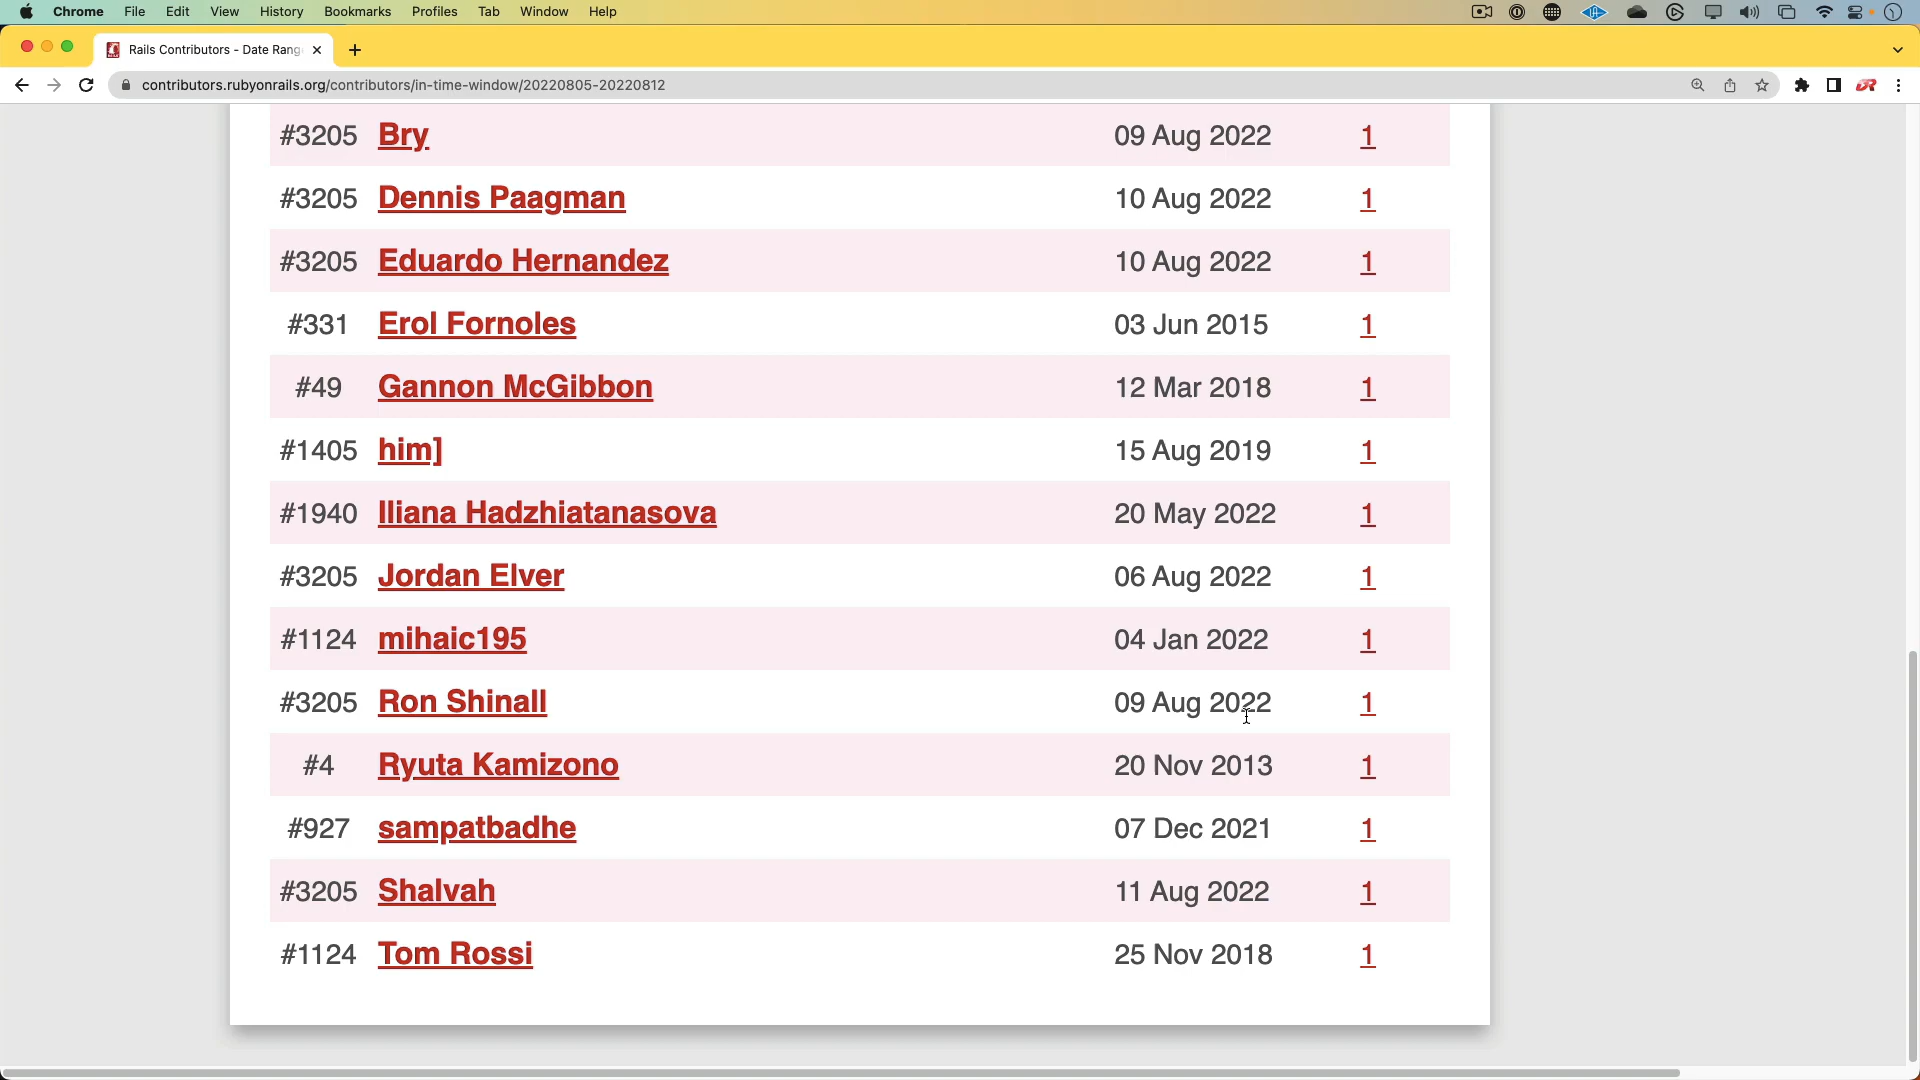 Chrome File Edit View History Bookmarks Profiles Tab Window Help
Rails Contributors - Date Rang
contributors.rubyonrails.org/contributors/in-time-window/20220805-20220812
#3205 Bry 09 Aug 2022 1
#3205 Dennis Paagman 10 Aug 2022 1
#3205 Eduardo Hernandez 10 Aug 2022 1
#331 Erol Fornoles 03 Jun 2015 1
#49 Gannon McGibbon 12 Mar 2018 1
#1405 him] 15 Aug 2019 1
#1940 Iliana Hadzhiatanasova 20 May 2022 1
#3205 Jordan Elver 06 Aug 2022 1
#1124 mihaic195 04 Jan 2022 1
#3205 Ron Shinall 09 Aug 2022 1
#4 Ryuta Kamizono 20 Nov 2013 1
#927 sampatbadhe 07 Dec 2021 1
#3205 Shalvah 11 Aug 2022 1
#1124 Tom Rossi 25 Nov 2018 1